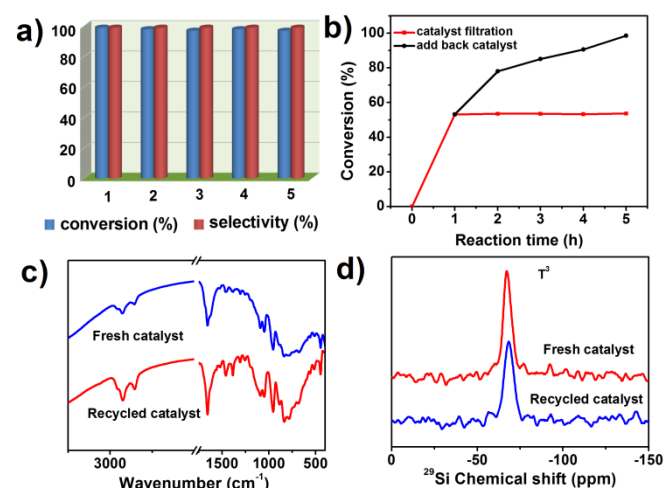 a)
100
80
60
40
20
0
1 2 3 4 5
conversion (%) selectivity (%)
b)
catalyst filtration
add back catalyst
Conversion (%)
100
80
60
40
20
0
0 1 2 3 4 5
Reaction time (h)
c)
Fresh catalyst
Recycled catalyst
3000 1500 1000 500
Wavenumber (cm⁻¹)
d)
T³
Fresh catalyst
Recycled catalyst
0 -50 -100 -150
²⁹Si Chemical shift (ppm)